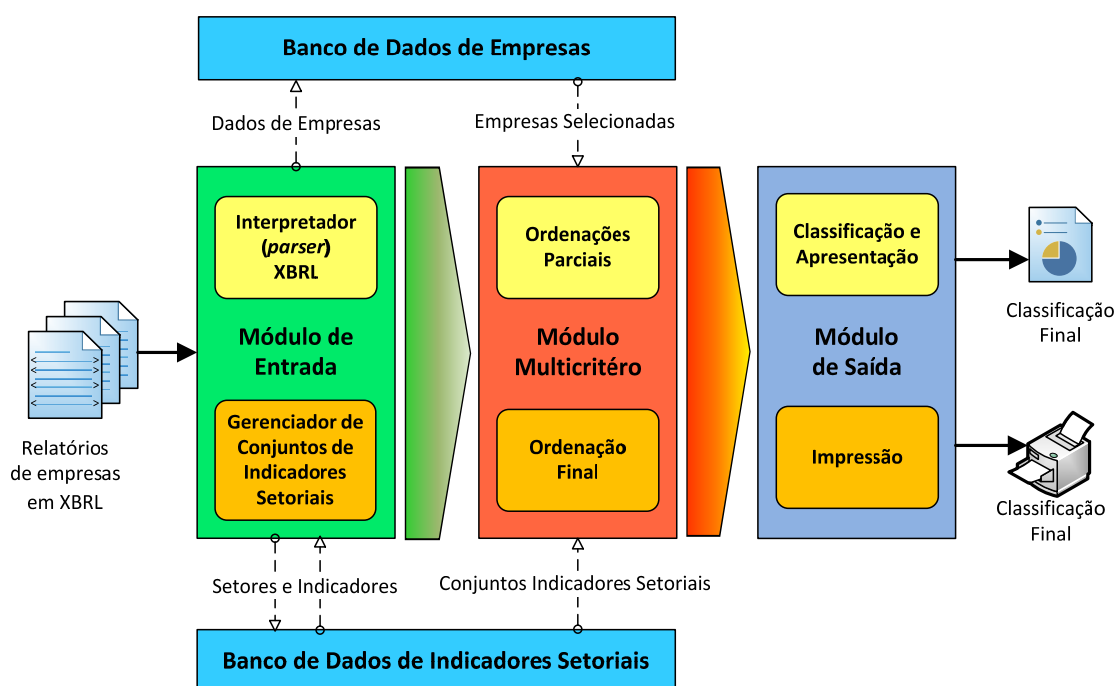 Banco de Dados de Empresas
Dados de Empresas
Empresas Selecionadas
Interpretador
(parser)
XBRL
Módulo de
Entrada
Gerenciador de
Conjuntos de
Indicadores
Setoriais
Ordenações
Parciais
Módulo
Multicritéro
Ordenação
Final
Classificação e
Apresentação
Módulo
de Saída
Impressão
Relatórios
de empresas
em XBRL
Classificação
Final
Classificação
Final
Setores e Indicadores
Conjuntos Indicadores Setoriais
Banco de Dados de Indicadores Setoriais